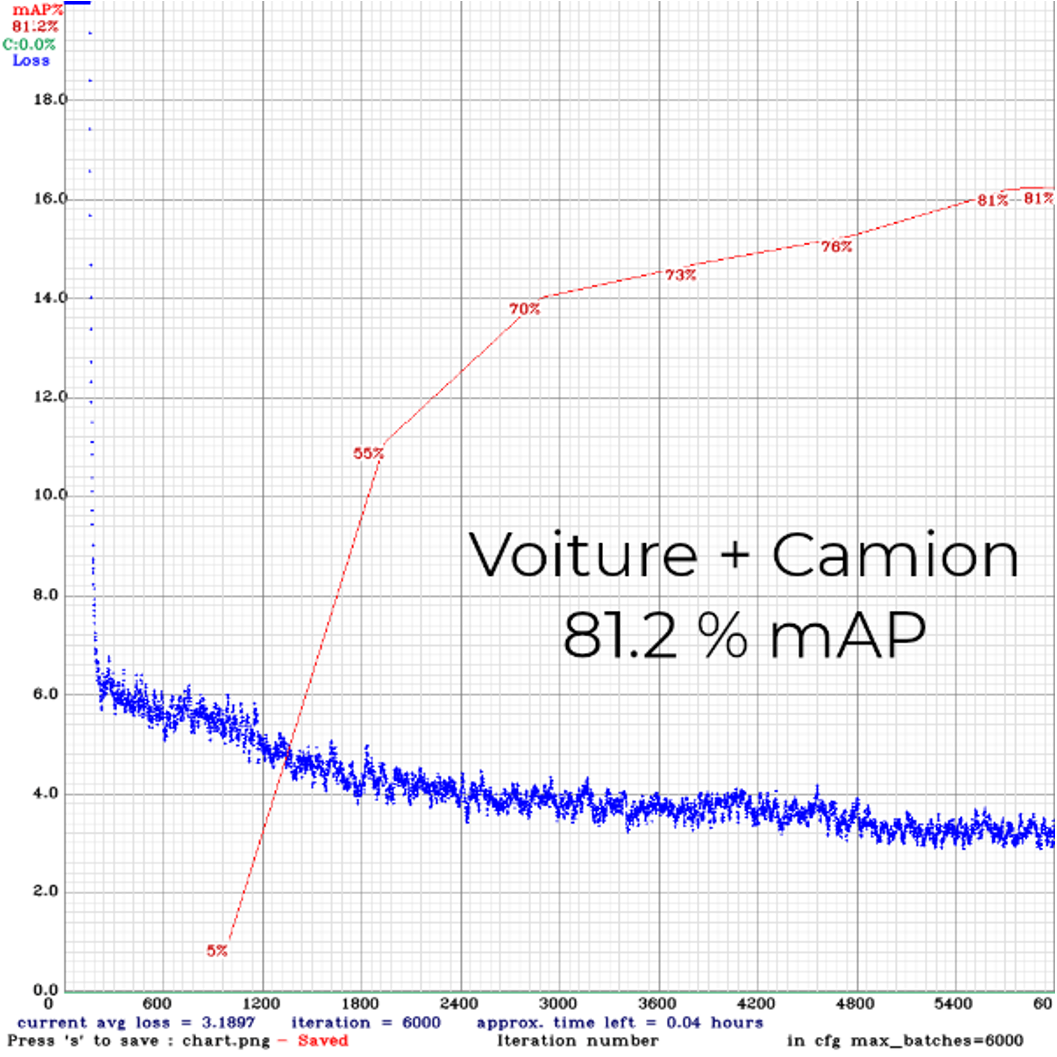 mAP%
81.2%
C:0.0%
Loss
18.0
16.0
14.0
12.0
10.0
8.0
6.0
4.0
2.0
0.0
81% 81%
76%
73%
70%
55%
5%
Voiture + Camion
81.2 % mAP
0 600 1200 1800 2400 3000 3600 4200 4800 5400 60
current avg loss = 3.1897 iteration = 6000 approx. time left = 0.04 hours
Press 's' to save : chart.png - Saved Iteration number in cfg max_batches=6000